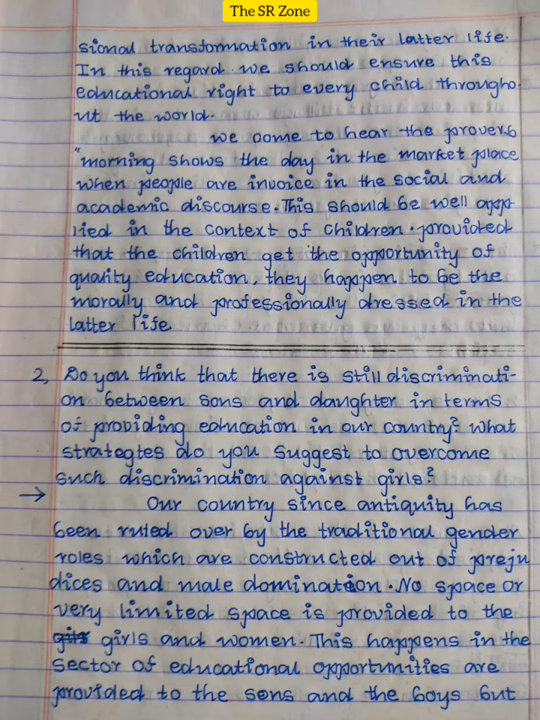 The SR Zone
sional transformation in their latter life.
In this regard we should ensure this
educational right to every child througho
ut the world.
we come to hear the proverb
"morning shows the day in the market place
when people are invoice in the social and
academic discourse. This should be well app-
lied in the context of children. provided
that the children get the opportunity of
quality education, they happen to be the
morally and professionally dressed in the
latter life.
2, Do you think that there is still discriminati-
on between sons and daughter in terms
of providing education in our country? What
strategtes do you suggest to overcome
such discrimination against girls?
→ Our country since antiquity has
been ruled over by the traditional gender
roles which are constructed out of preju
dices and male domination. No space or
very limited space is provided to the
girls and women. This happens in the
sector of educational opportunities are
provided to the sons and the boys but